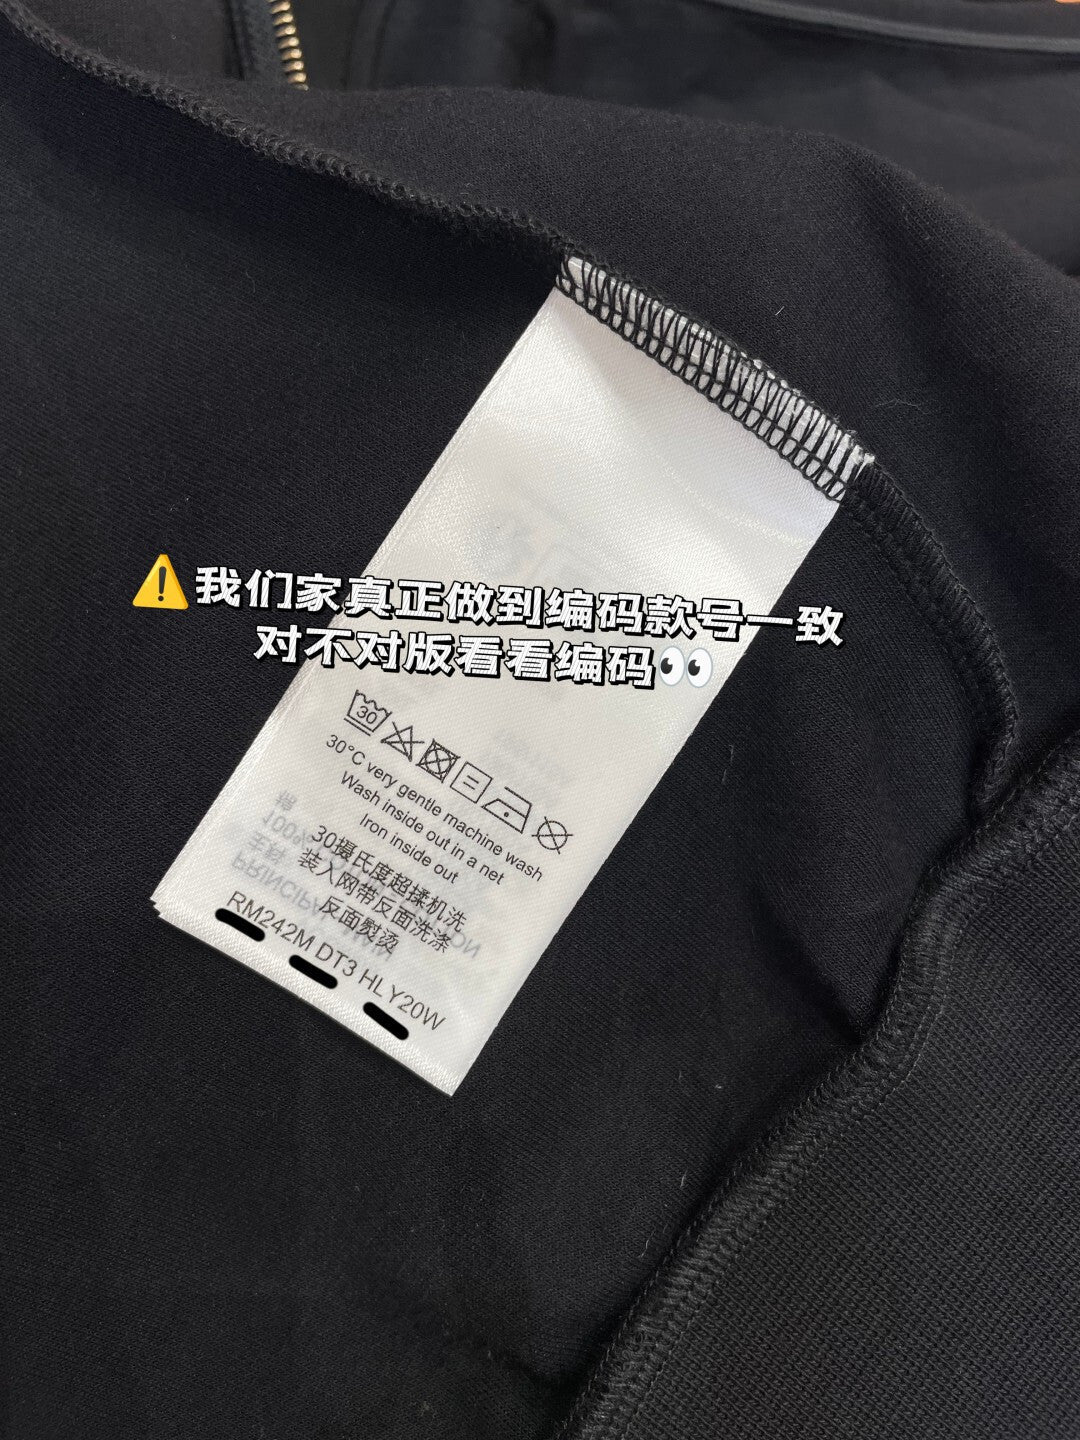 ⚠️我们家真正做到编码款号一致
对不对版看看编码👀
30
30°C very gentle machine wash
Wash inside out in a net
Iron inside out
30摄氏度超揉机洗
装入网带反面洗涤
反面熨烫
RM242M DT3 HLY20W